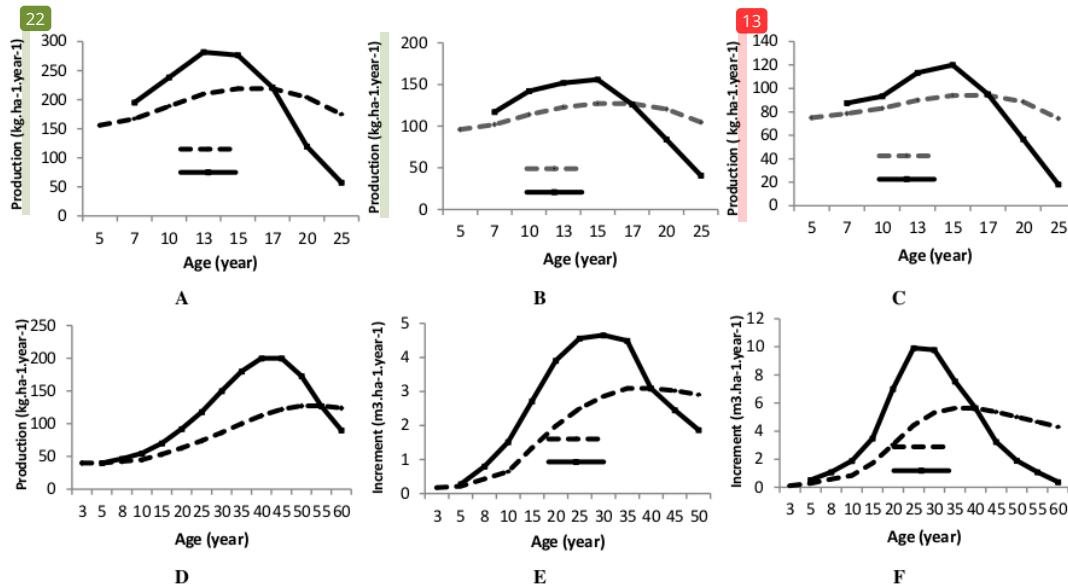 22
13
Production (kg.ha-1.year-1)
300
250
200
150
100
50
0
5 7 10 13 15 17 20 25
Age (year)
A
Production (kg.ha-1.year-1)
200
150
100
50
0
5 7 10 13 15 17 20 25
Age (year)
B
Production ( kg.ha-1.year-1)
140
120
100
80
60
40
20
0
5 7 10 13 15 17 20 25
Age (year)
C
Production (kg.ha-1.year-1)
250
200
150
100
50
0
3 5 8 10 15 20 25 30 35 40 45 50 55 60
Age (year)
D
Increment (m3.ha-1.year-1)
5
4
3
2
1
0
3 5 8 10 15 20 25 30 35 40 45 50
Age (year)
E
Increment (m3.ha-1.year-1)
12
10
8
6
4
2
0
3 5 8 10 15 20 25 30 35 40 45 50 55 60
Age (year)
F